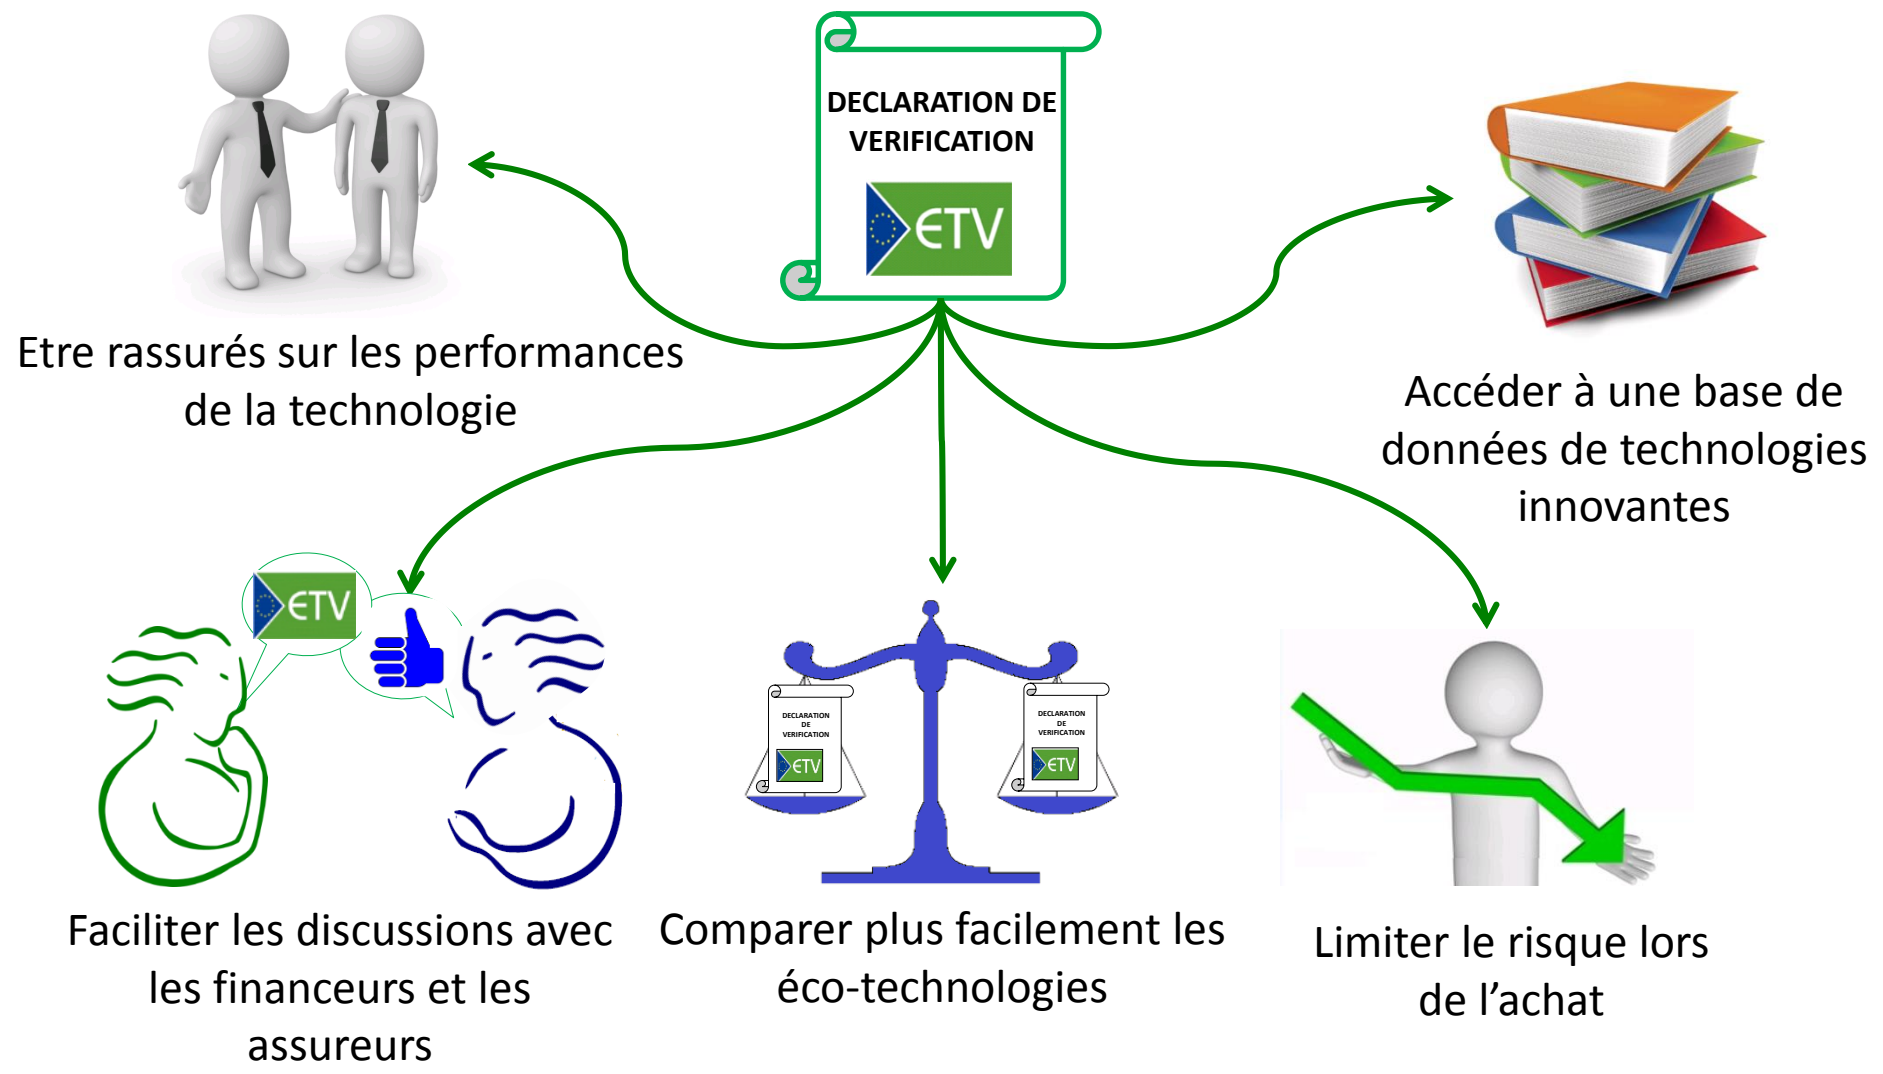 DECLARATION DE
VERIFICATION
ETV
Etre rassurés sur les performances
de la technologie
Accéder à une base de
données de technologies
innovantes
ETV
Faciliter les discussions avec
les financeurs et les
assureurs
DECLARATION
DE
VERIFICATION
ETV
DECLARATION
DE
VERIFICATION
ETV
Comparer plus facilement les
éco-technologies
Limiter le risque lors
de l’achat